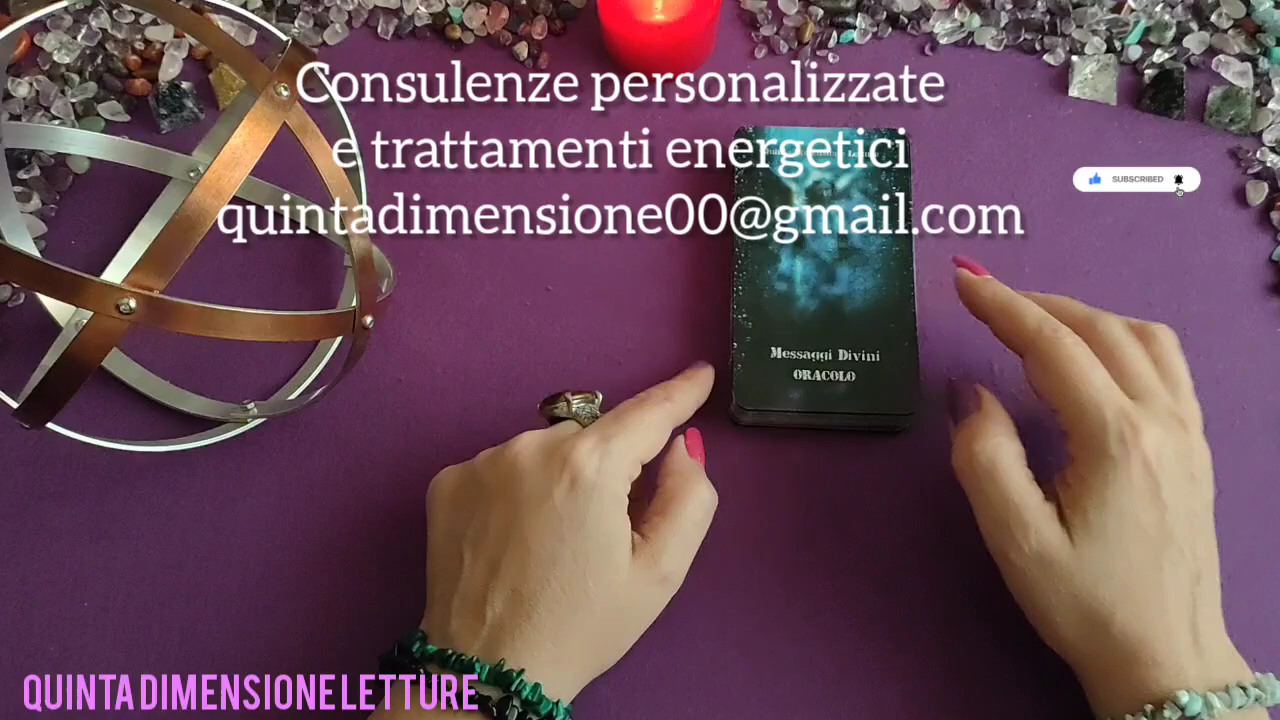 Consulenze personalizzate
e trattamenti energetici
quintadimensione00@gmail.com
SUBSCRIBED
Messaggi Divini
ORACOLO
QUINTA DIMENSIONE LETTURE